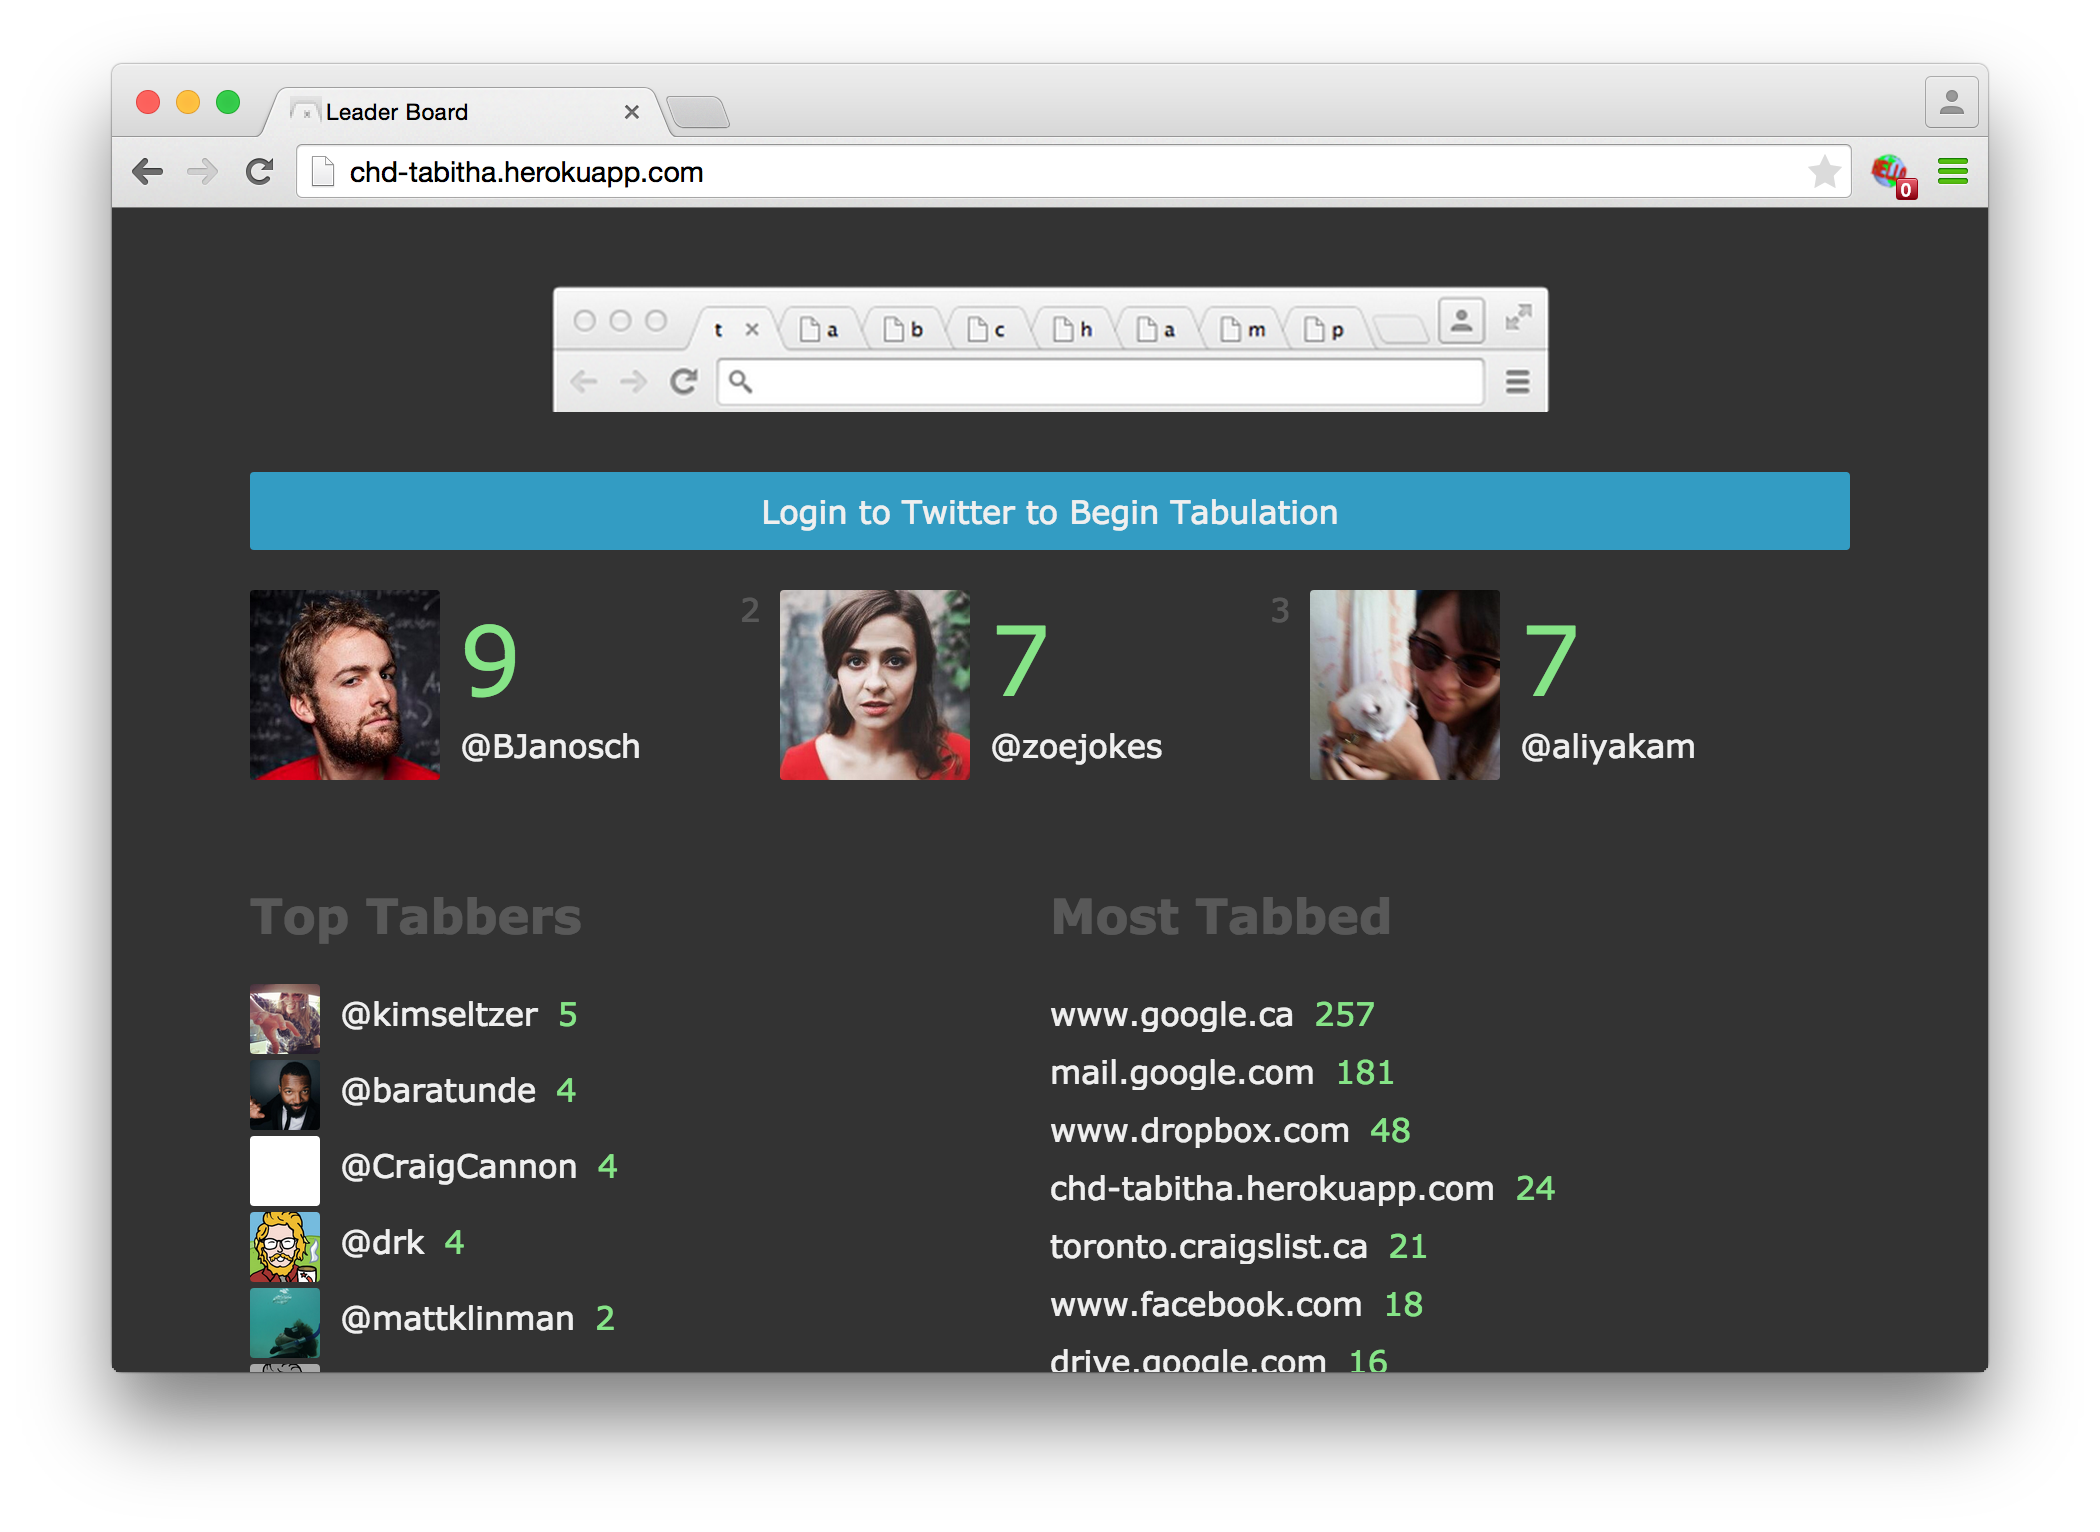 Leader Board
chd-tabitha.herokuapp.com
HELLO
0
t a b c h a m p
Login to Twitter to Begin Tabulation
9
@BJanosch
2
7
@zoejokes
3
7
@aliyakam
Top Tabbers
@kimseltzer 5
@baratunde 4
@CraigCannon 4
@drk 4
@mattklinman 2
Most Tabbed
www.google.ca 257
mail.google.com 181
www.dropbox.com 48
chd-tabitha.herokuapp.com 24
toronto.craigslist.ca 21
www.facebook.com 18
drive.google.com 16